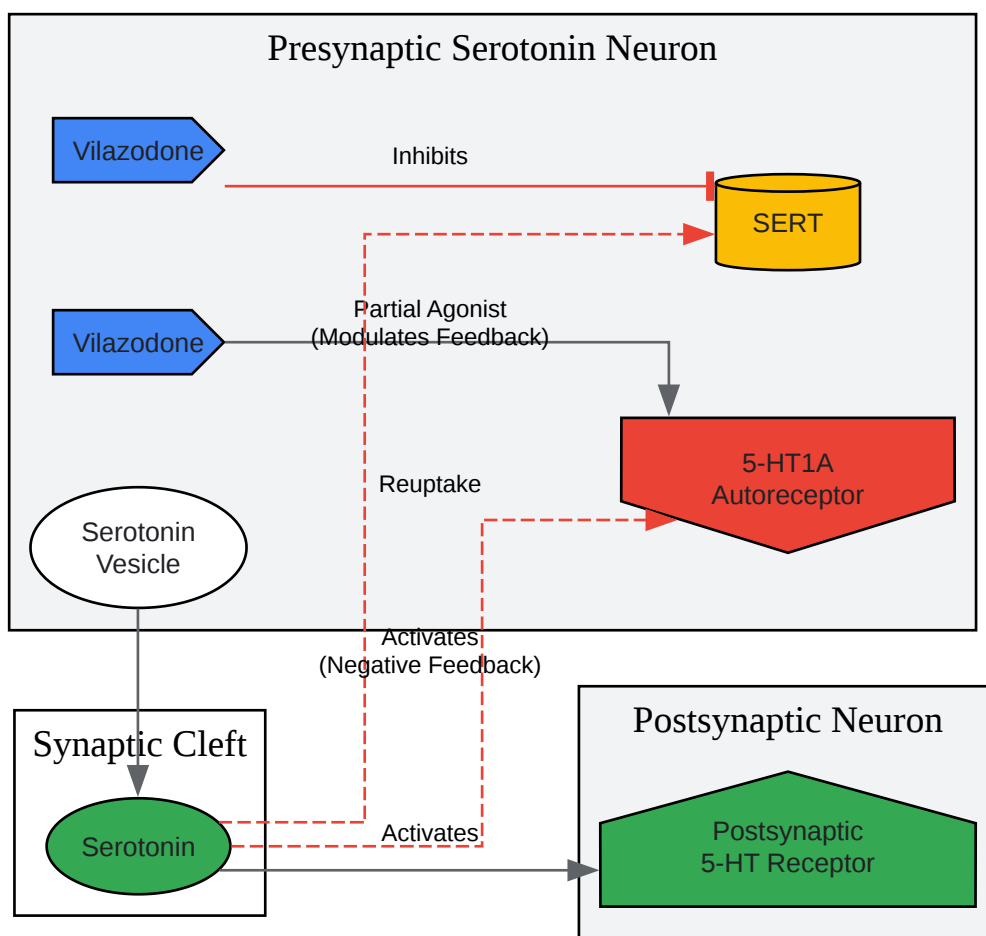 Presynaptic Serotonin Neuron
Vilazodone
Inhibits
SERT
Vilazodone
Partial Agonist
(Modulates Feedback)
5-HT1A
Autoreceptor
Reuptake
Serotonin
Vesicle
Activates
(Negative Feedback)
Synaptic Cleft
Serotonin
Activates
Postsynaptic Neuron
Postsynaptic
5-HT Receptor